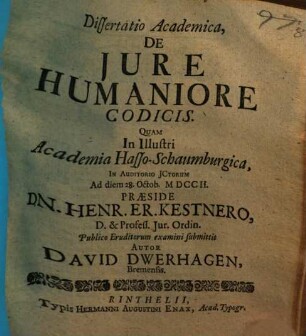 Dissertatio Academica,
DE
JURE
HUMANIORE
CODICIS.
QUAM
In Illustri
Academia Hasso-Schaumburgica,
IN AUDITORIO JCTORUM
Ad diem 28. Octob. MDCCII.
PRÆSIDE
DN. HENR. ER. KESTNERO,
D. & Profess. Jur. Ordin.
Publico Eruditorum examini submittit
AUTOR
DAVID DWERHAGEN,
Bremensis.
RINTHELII,
Typis HERMANNI AUGUSTINI ENAX, Acad. Typogr.